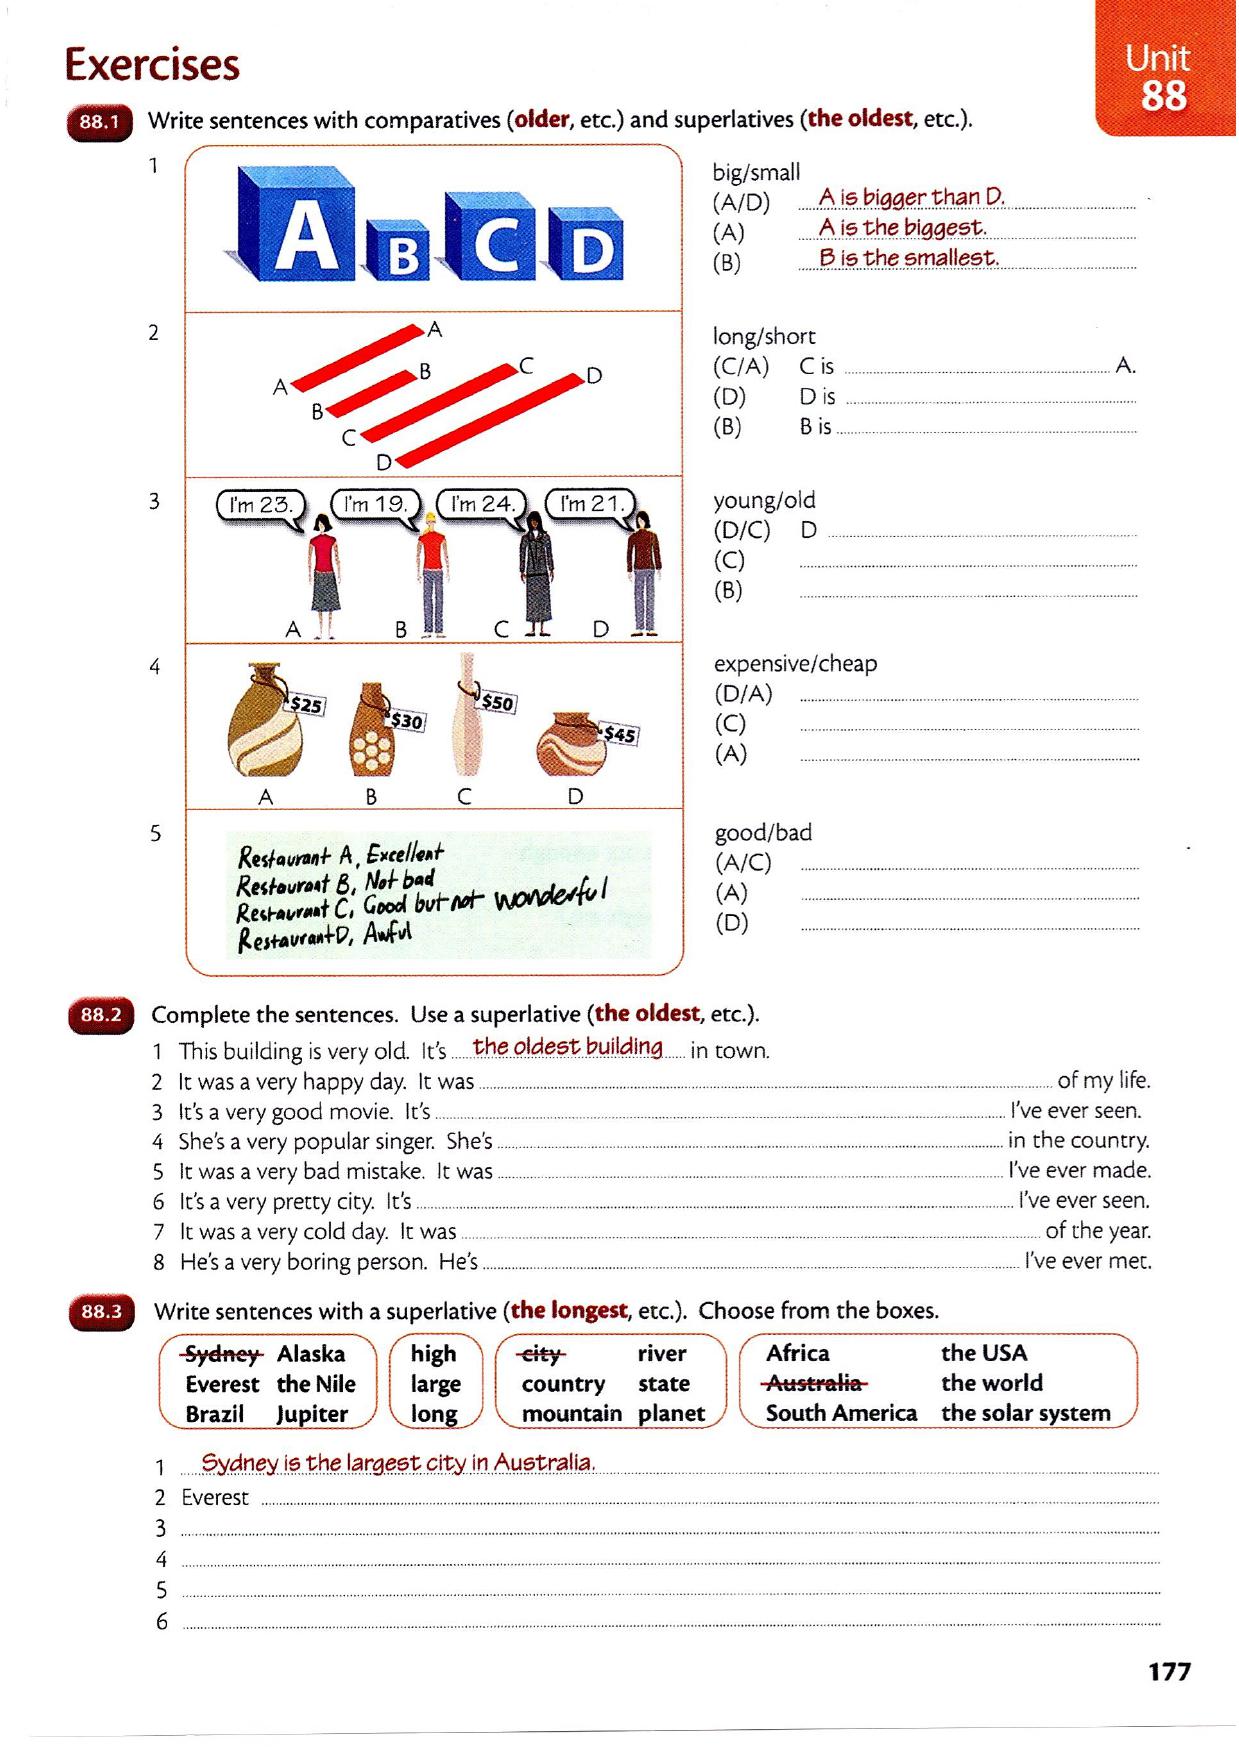 Exercises
Unit
88
88.1 Write sentences with comparatives (older, etc.) and superlatives (the oldest, etc.).
1
A B C D
big/small
(A/D) A is bigger than D.
(A) A is the biggest.
(B) B is the smallest.
2
A A
B B
C C
D D
long/short
(C/A) C is ... A.
(D) D is ...
(B) B is ...
3
I'm 23. I'm 19. I'm 24. I'm 21.
A B C D
young/old
(D/C) D ...
(C) ...
(B) ...
4
$25 $30 $50 $45
A B C D
expensive/cheap
(D/A) ...
(C) ...
(A) ...
5
Restaurant A, Excellent
Restaurant B, Not bad
Restaurant C, Good but not wonderful
Restaurant D, Awful
good/bad
(A/C) ...
(A) ...
(D) ...
88.2 Complete the sentences. Use a superlative (the oldest, etc.).
1 This building is very old. It's ... the oldest building ... in town.
2 It was a very happy day. It was ... of my life.
3 It's a very good movie. It's ... I've ever seen.
4 She's a very popular singer. She's ... in the country.
5 It was a very bad mistake. It was ... I've ever made.
6 It's a very pretty city. It's ... I've ever seen.
7 It was a very cold day. It was ... of the year.
8 He's a very boring person. He's ... I've ever met.
88.3 Write sentences with a superlative (the longest, etc.). Choose from the boxes.
Sydney Alaska high city river Africa the USA
Everest the Nile large country state Australia the world
Brazil Jupiter long mountain planet South America the solar system
1 Sydney is the largest city in Australia.
2 Everest ...
3 ...
4 ...
5 ...
6 ...
177